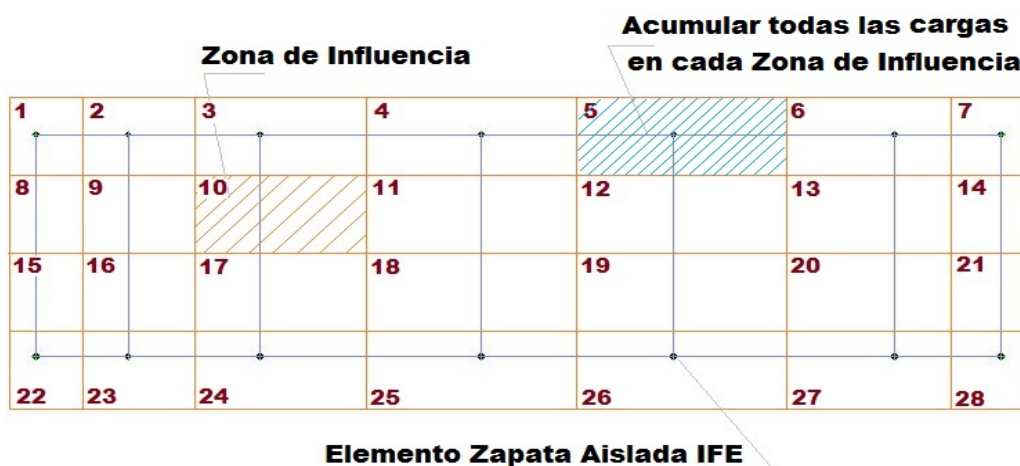 Acumular todas las cargas
en cada Zona de Influencia
Zona de Influencia
1 2 3 4 5 6 7
8 9 10 11 12 13 14
15 16 17 18 19 20 21
22 23 24 25 26 27 28
Elemento Zapata Aislada IFE